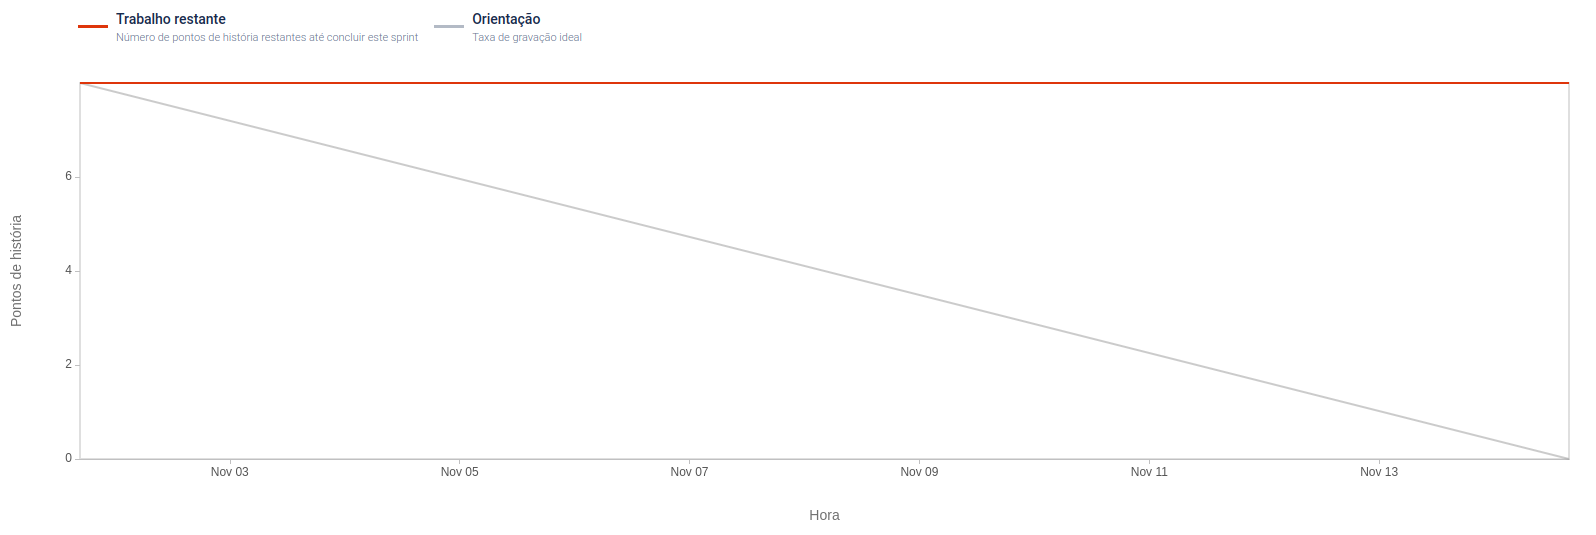 Trabalho restante
Número de pontos de história restantes até concluir este sprint
Orientação
Taxa de gravação ideal
Pontos de história
6
4
2
0
Nov 03 Nov 05 Nov 07 Nov 09 Nov 11 Nov 13
Hora